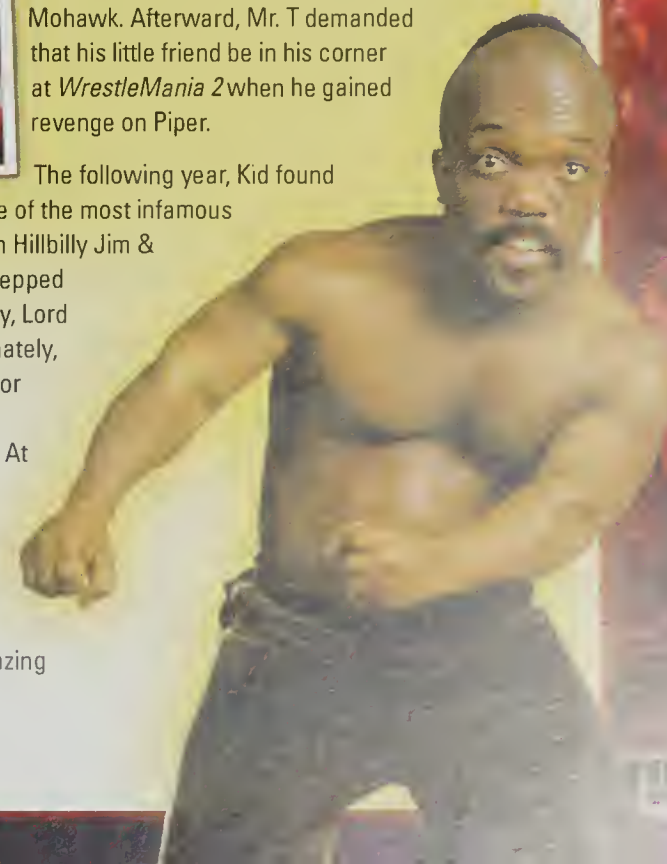 Mohawk. Afterward, Mr. T demanded
that his little friend be in his corner
at WrestleMania 2 when he gained
revenge on Piper.
The following year, Kid found
e of the most infamous
n Hillbilly Jim &
epped
y, Lord
ately,
or
At
azing